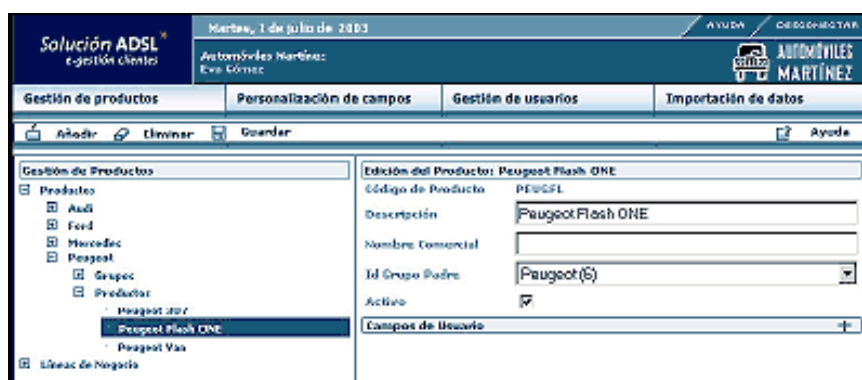 Martes, 1 de julio de 2003
AYUDA
DESCONECTAR
Solución ADSL
e-gestión clientes
Automóviles Martínez
Eva Gómez
AUTOMÓVILES
MARTÍNEZ
Gestión de productos
Personalización de campos
Gestión de usuarios
Importación de datos
Añadir
Eliminar
Guardar
Ayuda
Gestión de Productos
Productos
Audi
Ford
Mercedes
Peugeot
Grupos
Productos
Peugeot 307
Peugeot Flash ONE
Peugeot Van
Líneas de Negocio
Edición del Producto: Peugeot Flash ONE
Código de Producto PEUGFL
Descripción Peugeot Flash ONE
Nombre Comercial
Id Grupo Padre Peugeot (6)
Activo
Campos de Usuario